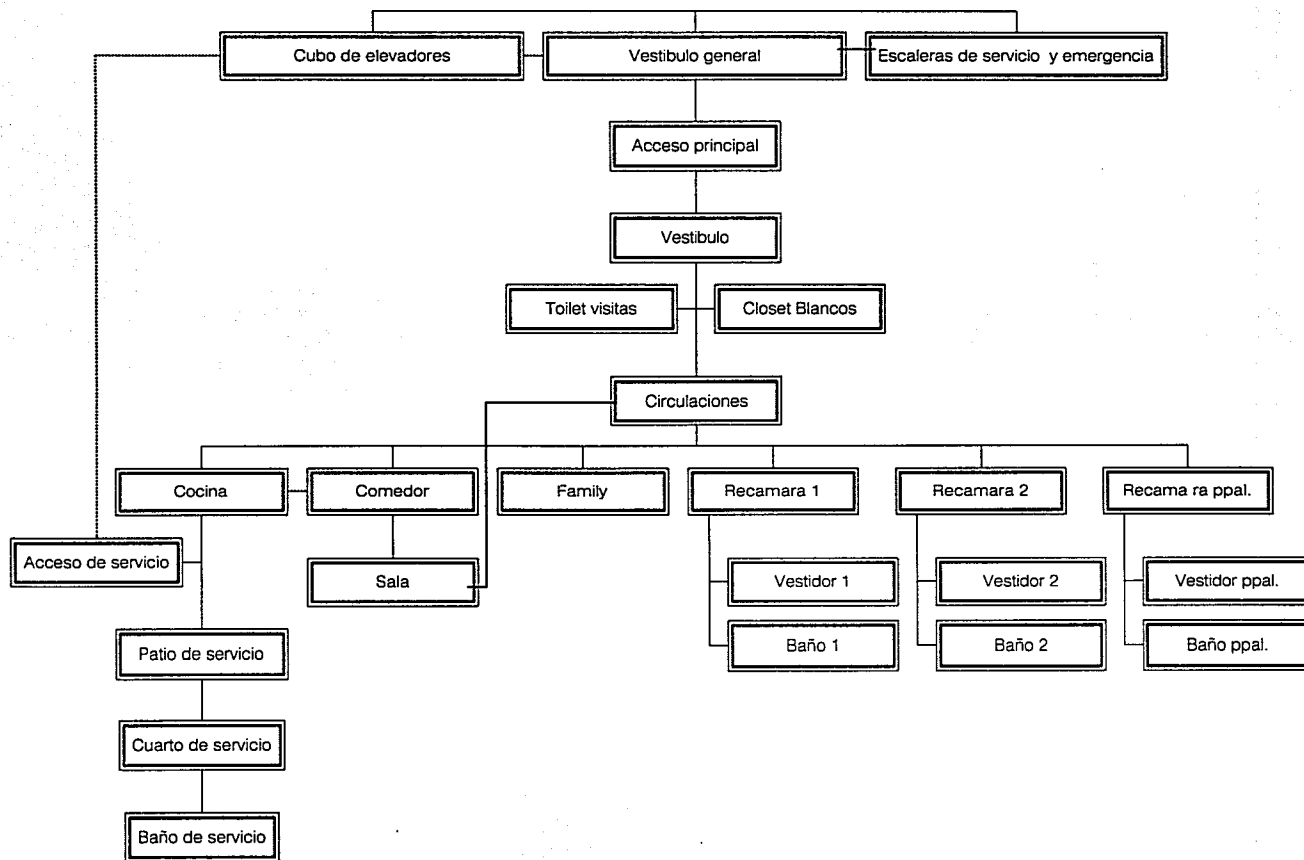 Cubo de elevadores
Vestibulo general
Escaleras de servicio y emergencia
Acceso principal
Vestibulo
Toilet visitas
Closet Blancos
Circulaciones
Cocina
Comedor
Family
Recamara 1
Recamara 2
Recama ra ppal.
Acceso de servicio
Sala
Vestidor 1
Vestidor 2
Vestidor ppal.
Patio de servicio
Baño 1
Baño 2
Baño ppal.
Cuarto de servicio
Baño de servicio